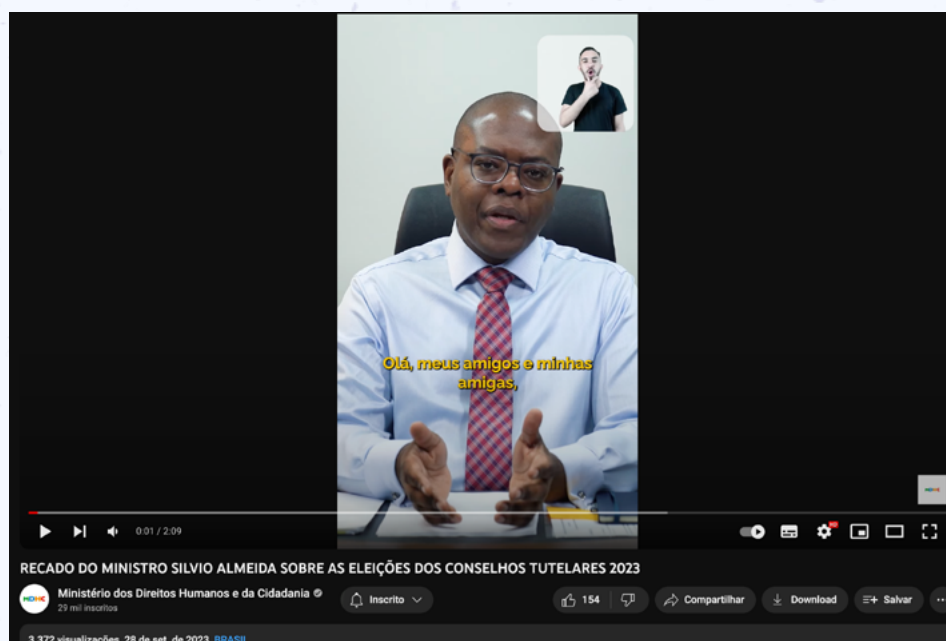 Olá, meus amigos e minhas
amigas,
0:01 / 2:09
HD
RECADO DO MINISTRO SILVIO ALMEIDA SOBRE AS ELEIÇÕES DOS CONSELHOS TUTELARES 2023
MDHC
Ministério dos Direitos Humanos e da Cidadania
29 mil inscritos
Inscrito
154
Compartilhar
Download
Salvar
3.372 visualizações 28 de set. de 2023 BRASIL